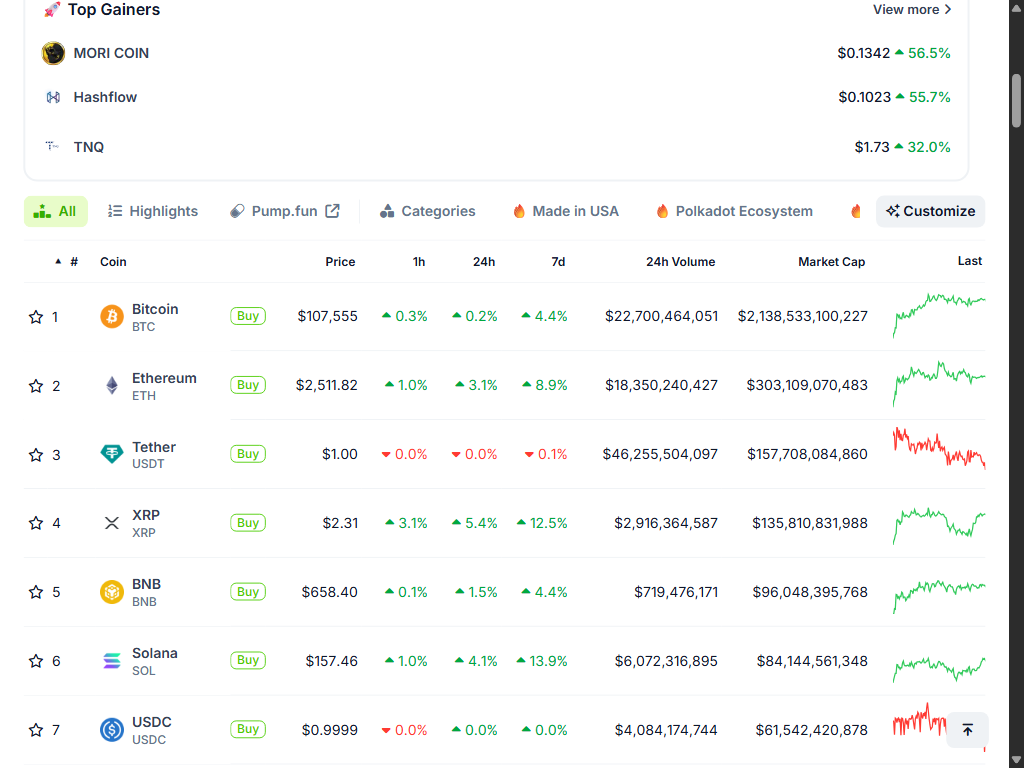 Top Gainers View more
MORI COIN $0.1342 56.5%
Hashflow $0.1023 55.7%
TNQ $1.73 32.0%
All Highlights Pump.fun Categories Made in USA Polkadot Ecosystem Customize
# Coin Price 1h 24h 7d 24h Volume Market Cap Last
1 Bitcoin BTC Buy $107,555 0.3% 0.2% 4.4% $22,700,464,051 $2,138,533,100,227
2 Ethereum ETH Buy $2,511.82 1.0% 3.1% 8.9% $18,350,240,427 $303,109,070,483
3 Tether USDT Buy $1.00 0.0% 0.0% 0.1% $46,255,504,097 $157,708,084,860
4 XRP XRP Buy $2.31 3.1% 5.4% 12.5% $2,916,364,587 $135,810,831,988
5 BNB BNB Buy $658.40 0.1% 1.5% 4.4% $719,476,171 $96,048,395,768
6 Solana SOL Buy $157.46 1.0% 4.1% 13.9% $6,072,316,895 $84,144,561,348
7 USDC USDC Buy $0.9999 0.0% 0.0% 0.0% $4,084,174,744 $61,542,420,878